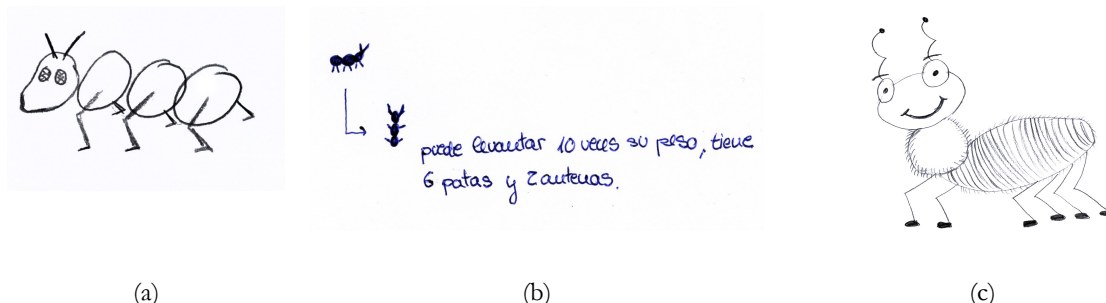 puede levantar 10 veces su peso, tiene
6 patas y 2 antenas.
(a)
(b)
(c)